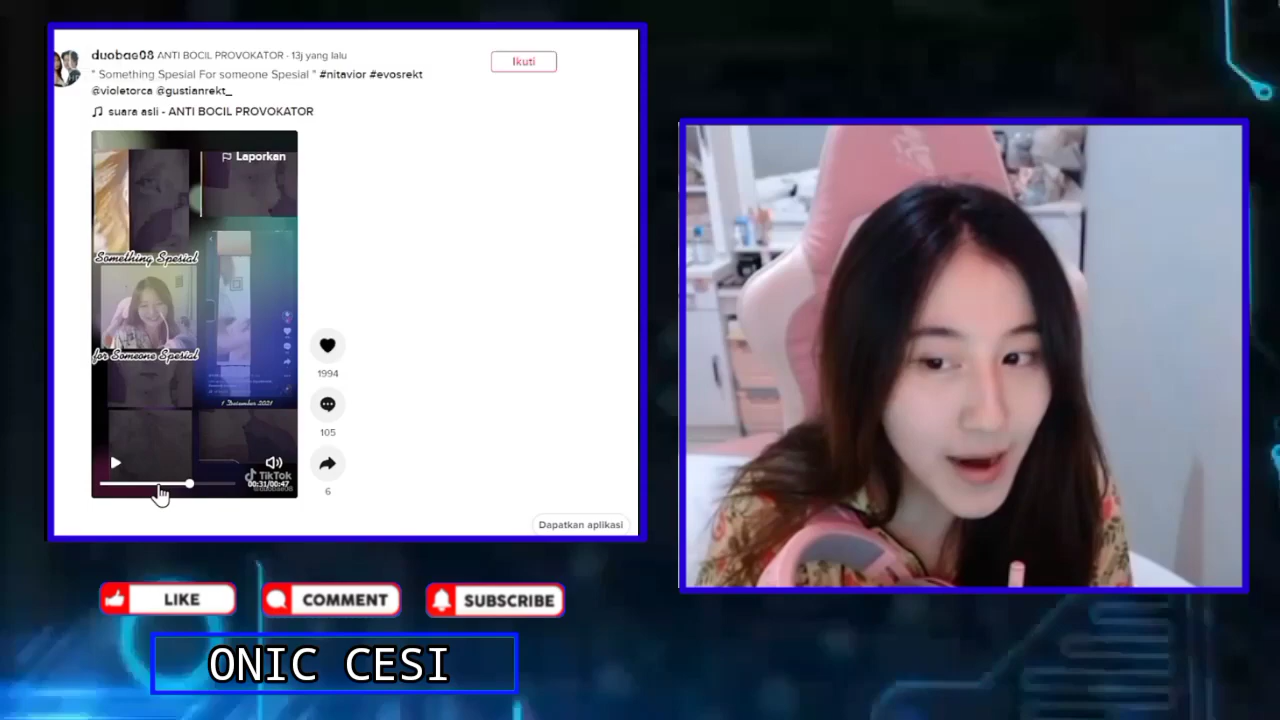 duobae08 ANTI BOCIL PROVOKATOR · 13j yang lalu
Ikuti
" Something Spesial For someone Spesial " #nitavior #evosrekt
@violetorca @gustianrekt_
suara asli - ANTI BOCIL PROVOKATOR
Laporkan
Something Spesial
for Someone Spesial
1 Desember 2021
1994
105
6
TikTok
00:31/00:47
Dapatkan aplikasi
LIKE
COMMENT
SUBSCRIBE
ONIC CESI